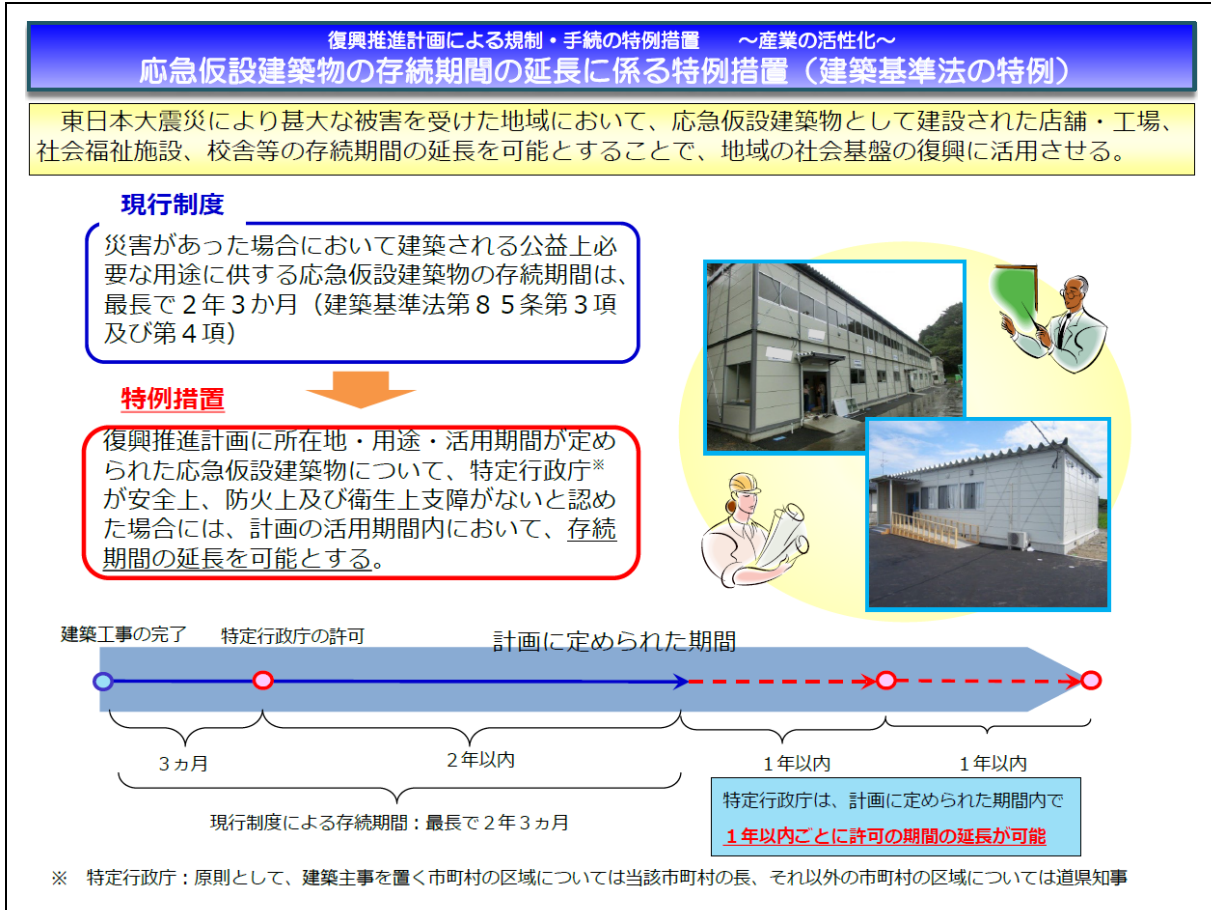 復興推進計画による規制・手続の特例措置　～産業の活性化～
応急仮設建築物の存続期間の延長に係る特例措置（建築基準法の特例）
東日本大震災により甚大な被害を受けた地域において、応急仮設建築物として建設された店舗・工場、
社会福祉施設、校舎等の存続期間の延長を可能とすることで、地域の社会基盤の復興に活用させる。
現行制度
災害があった場合において建築される公益上必
要な用途に供する応急仮設建築物の存続期間は、
最長で２年３か月（建築基準法第８５条第３項
及び第４項）
特例措置
復興推進計画に所在地・用途・活用期間が定め
られた応急仮設建築物について、特定行政庁※
が安全上、防火上及び衛生上支障がないと認め
た場合には、計画の活用期間内において、存続
期間の延長を可能とする。
建築工事の完了
特定行政庁の許可
計画に定められた期間
３ヵ月
２年以内
１年以内
１年以内
現行制度による存続期間：最長で２年３ヵ月
特定行政庁は、計画に定められた期間内で
１年以内ごとに許可の期間の延長が可能
※　特定行政庁：原則として、建築主事を置く市町村の区域については当該市町村の長、それ以外の市町村の区域については道県知事